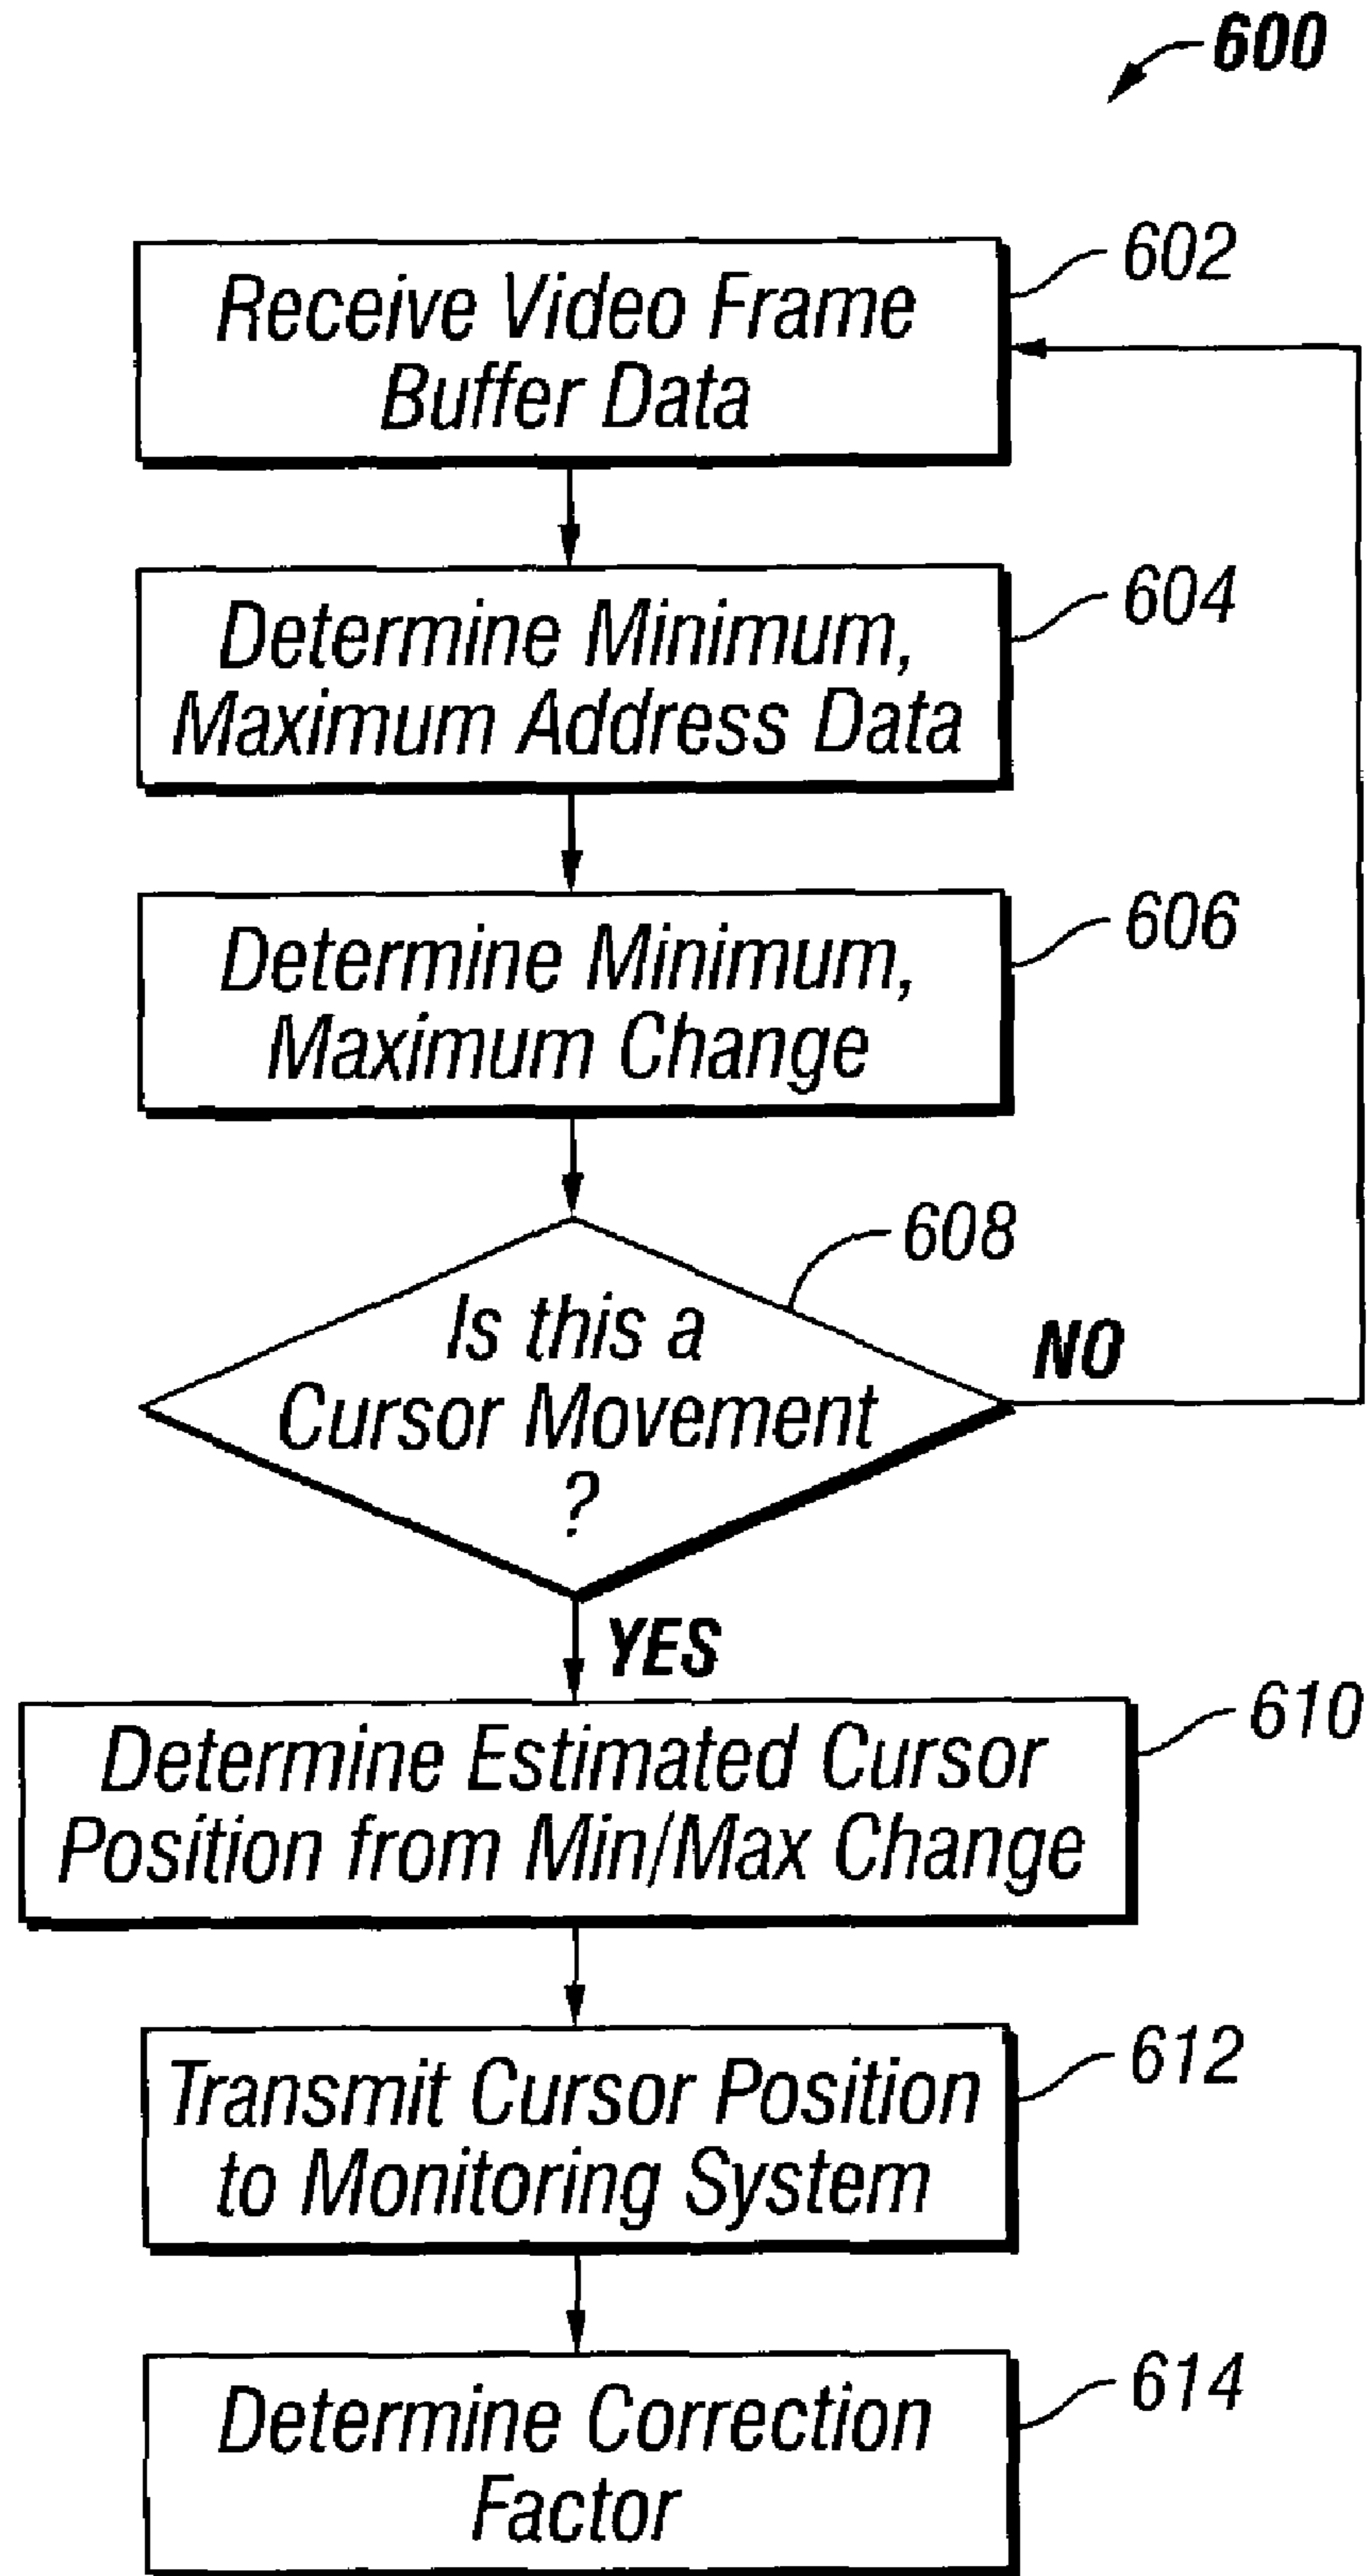 600
Receive Video Frame
Buffer Data
602
Determine Minimum,
Maximum Address Data
604
Determine Minimum,
Maximum Change
606
608
Is this a
Cursor Movement
?
NO
YES
Determine Estimated Cursor
Position from Min/Max Change
610
Transmit Cursor Position
to Monitoring System
612
Determine Correction
Factor
614